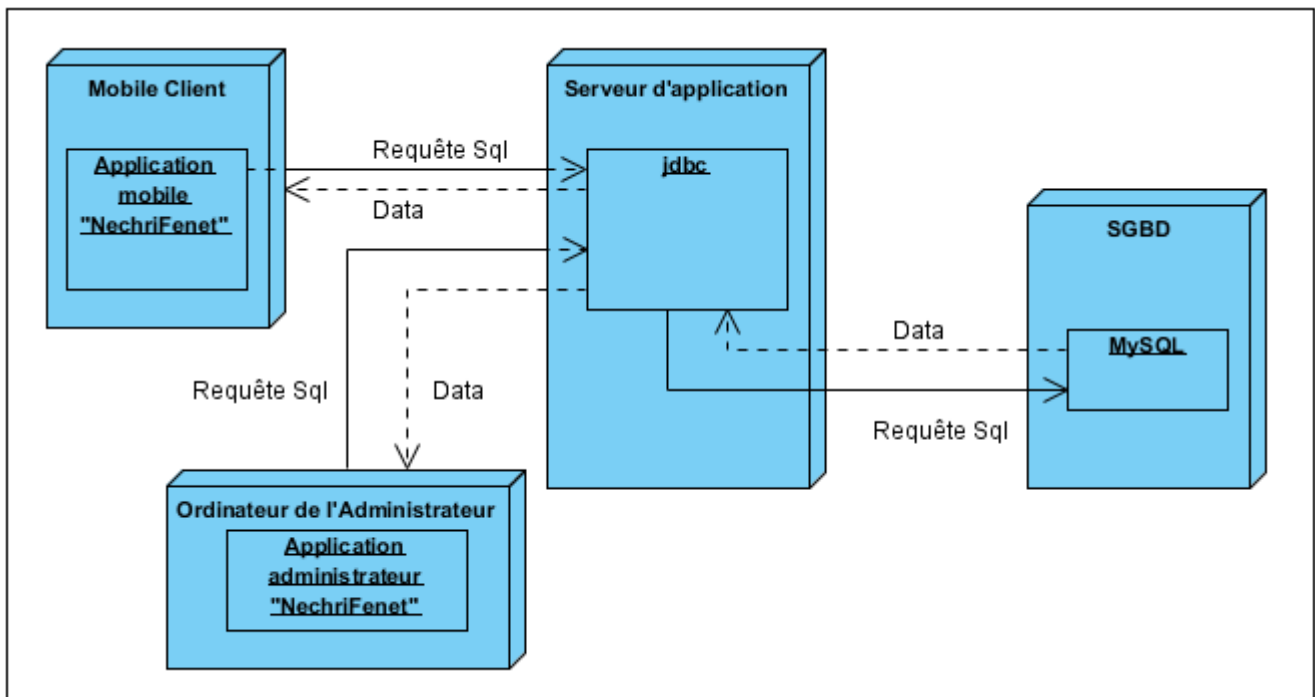 Mobile Client
Application
mobile
"NechriFenet"
Requête Sql
Data
Serveur d'application
jdbc
SGBD
MySQL
Data
Requête Sql
Requête Sql
Data
Ordinateur de l'Administrateur
Application
administrateur
"NechriFenet"